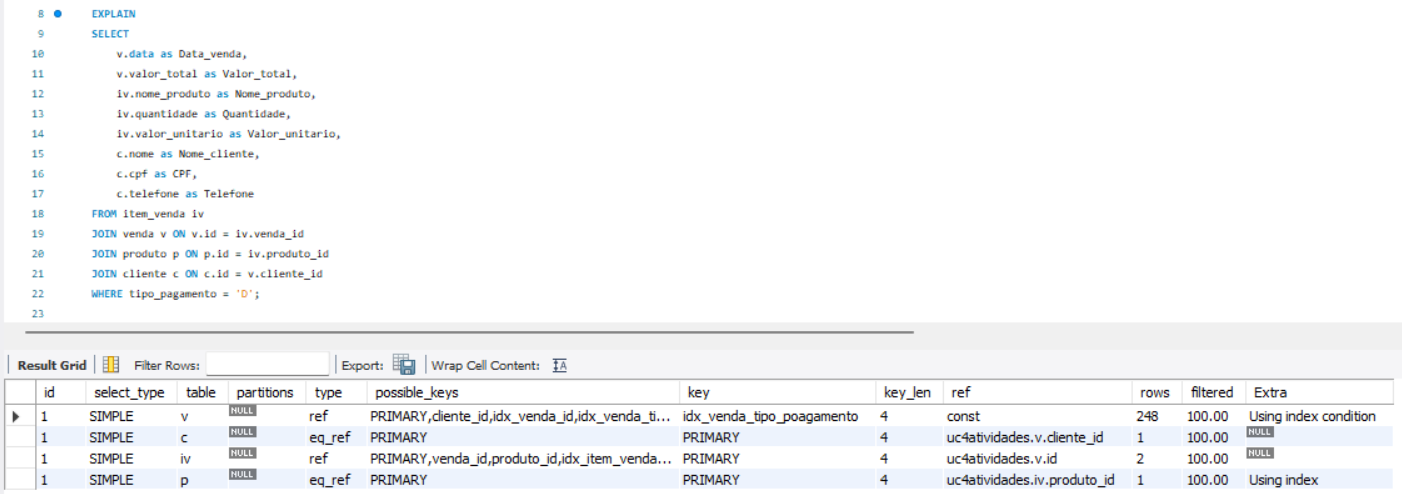 8 EXPLAIN
9 SELECT
10 v.data as Data_venda,
11 v.valor_total as Valor_total,
12 iv.nome_produto as Nome_produto,
13 iv.quantidade as Quantidade,
14 iv.valor_unitario as Valor_unitario,
15 c.nome as Nome_cliente,
16 c.cpf as CPF,
17 c.telefone as Telefone
18 FROM item_venda iv
19 JOIN venda v ON v.id = iv.venda_id
20 JOIN produto p ON p.id = iv.produto_id
21 JOIN cliente c ON c.id = v.cliente_id
22 WHERE tipo_pagamento = 'D';
23
Result Grid Filter Rows: Export: Wrap Cell Content: IA
id select_type table partitions type possible_keys key key_len ref rows filtered Extra
1 SIMPLE v NULL ref PRIMARY,cliente_id,idx_venda_id,idx_venda_ti... idx_venda_tipo_poagamento 4 const 248 100.00 Using index condition
1 SIMPLE c NULL eq_ref PRIMARY PRIMARY 4 uc4atividades.v.cliente_id 1 100.00 NULL
1 SIMPLE iv NULL ref PRIMARY,venda_id,produto_id,idx_item_venda... PRIMARY 4 uc4atividades.v.id 2 100.00 NULL
1 SIMPLE p NULL eq_ref PRIMARY PRIMARY 4 uc4atividades.iv.produto_id 1 100.00 Using index